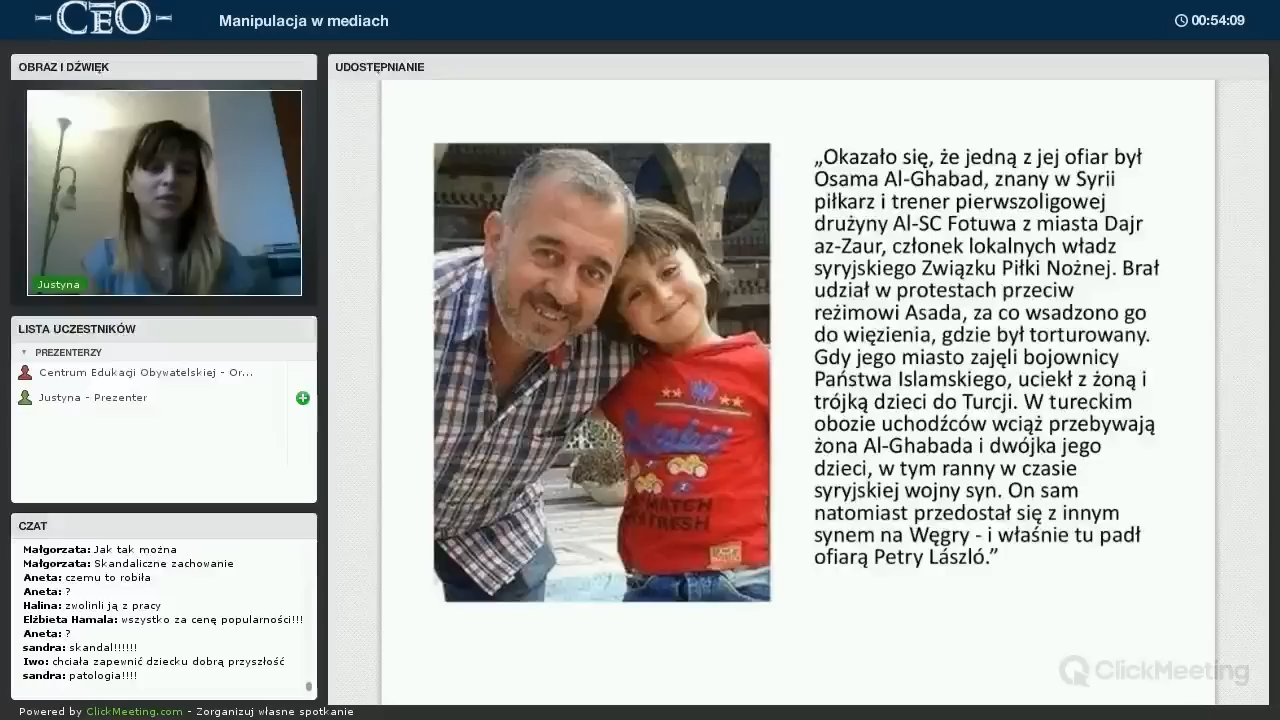 CEO
Manipulacja w mediach
00:54:09
OBRAZ I DŹWIĘK
Justyna
LISTA UCZESTNIKÓW
PREZENTERZY
Centrum Edukacji Obywatelskiej - Or...
Justyna - Prezenter
CZAT
Małgorzata: Jak tak można
Małgorzata: Skandaliczne zachowanie
Aneta: czemu to robiła
Aneta: ?
Halina: zwolinli ją z pracy
Elżbieta Hamala: wszystko za cenę popularności!!!
Aneta: ?
sandra: skandal!!!!!!
Iwo: chciała zapewnić dziecku dobrą przyszłość
sandra: patologia!!!!
UDOSTĘPNIANIE
„Okazało się, że jedną z jej ofiar był
Osama Al-Ghabad, znany w Syrii
piłkarz i trener pierwszoligowej
drużyny Al-SC Fotuwa z miasta Dajr
az-Zaur, członek lokalnych władz
syryjskiego Związku Piłki Nożnej. Brał
udział w protestach przeciw
reżimowi Asada, za co wsadzono go
do więzienia, gdzie był torturowany.
Gdy jego miasto zajęli bojownicy
Państwa Islamskiego, uciekł z żoną i
trójką dzieci do Turcji. W tureckim
obozie uchodźców wciąż przebywają
żona Al-Ghabada i dwójka jego
dzieci, w tym ranny w czasie
syryjskiej wojny syn. On sam
natomiast przedostał się z innym
synem na Węgry - i właśnie tu padł
ofiarą Petry László.”
MATCH
FRESH
ClickMeeting
Powered by ClickMeeting.com - Zorganizuj własne spotkanie